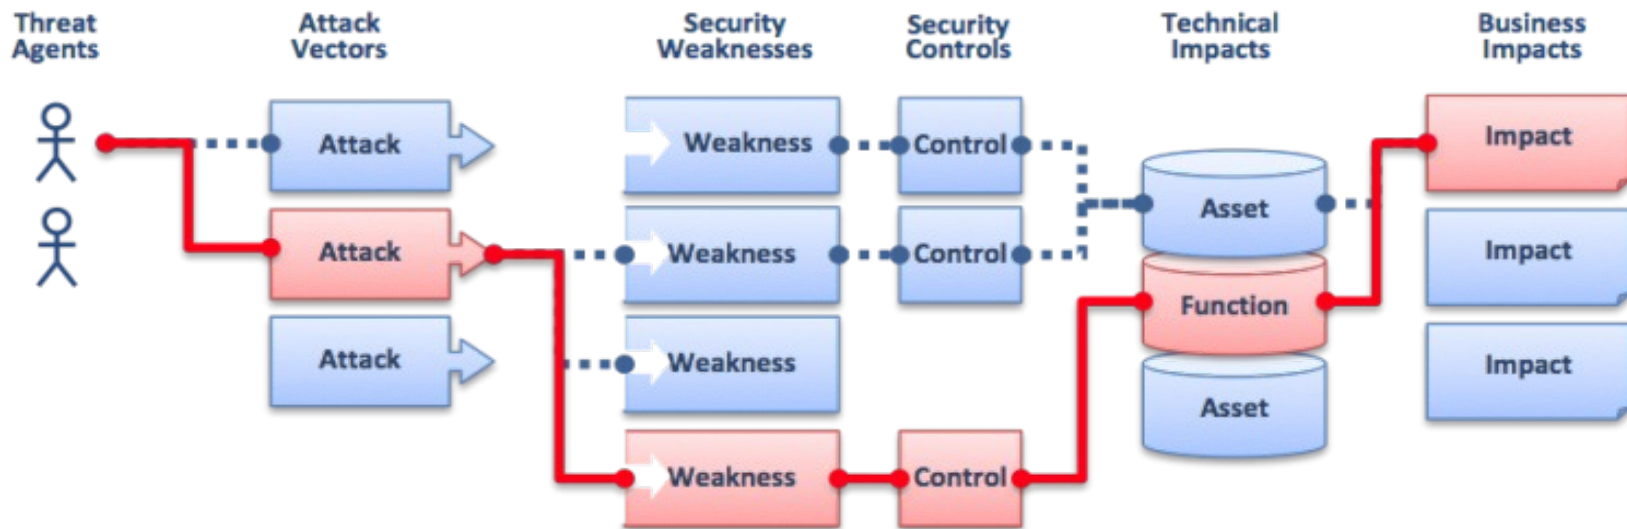 Threat
Agents
Attack
Vectors
Security
Weaknesses
Security
Controls
Technical
Impacts
Business
Impacts
Attack
Weakness
Control
Impact
Asset
Attack
Weakness
Control
Impact
Function
Attack
Weakness
Impact
Asset
Weakness
Control